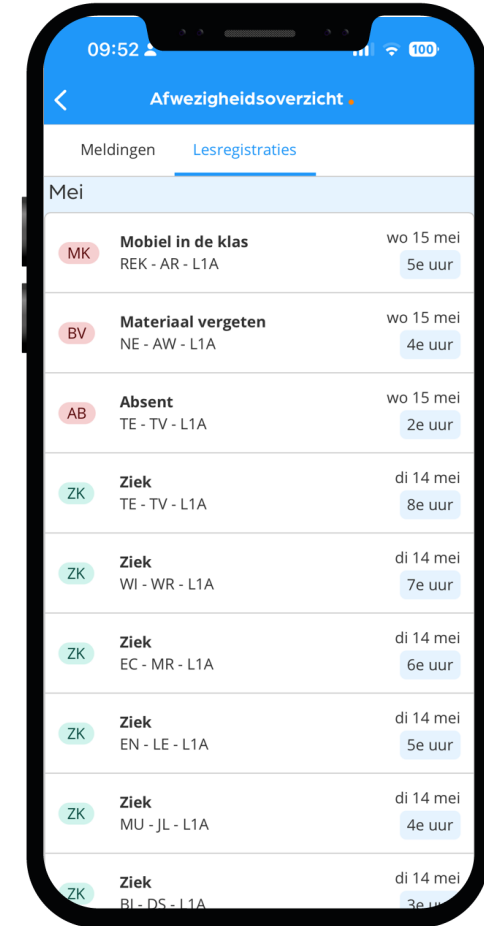 09:52
100
Afwezigheidsoverzicht
Meldingen Lesregistraties
Mei
MK Mobiel in de klas wo 15 mei
REK - AR - L1A 5e uur
BV Materiaal vergeten wo 15 mei
NE - AW - L1A 4e uur
AB Absent wo 15 mei
TE - TV - L1A 2e uur
ZK Ziek di 14 mei
TE - TV - L1A 8e uur
ZK Ziek di 14 mei
WI - WR - L1A 7e uur
ZK Ziek di 14 mei
EC - MR - L1A 6e uur
ZK Ziek di 14 mei
EN - LE - L1A 5e uur
ZK Ziek di 14 mei
MU - JL - L1A 4e uur
ZK Ziek di 14 mei
BI - DS - L1A 3e uur